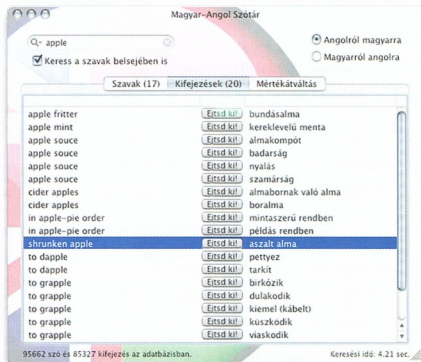 Magyar-Angol Szótár
apple
Angolról magyarra
Keress a szavak belsejében is
Magyarról angolra
Szavak (17) Kifejezések (20) Mértékátváltás
apple fritter Ejtsd ki! bundásalma
apple mint Ejtsd ki! kereklevelű menta
apple souce Ejtsd ki! almakompót
apple souce Ejtsd ki! badarság
apple souce Ejtsd ki! nyalás
apple souce Ejtsd ki! szamárság
cider apples Ejtsd ki! almabornak való alma
cider apples Ejtsd ki! boralma
in apple-pie order Ejtsd ki! mintaszerű rendben
in apple-pie order Ejtsd ki! példás rendben
shrunken apple Ejtsd ki! aszalt alma
to dapple Ejtsd ki! pettyez
to dapple Ejtsd ki! tarkít
to grapple Ejtsd ki! birkózik
to grapple Ejtsd ki! dulakodik
to grapple Ejtsd ki! kiemel (kábelt)
to grapple Ejtsd ki! küszködik
to grapple Ejtsd ki! viaskodik
95662 szó és 85327 kifejezés az adatbázisban. Keresési idő: 4.21 sec.